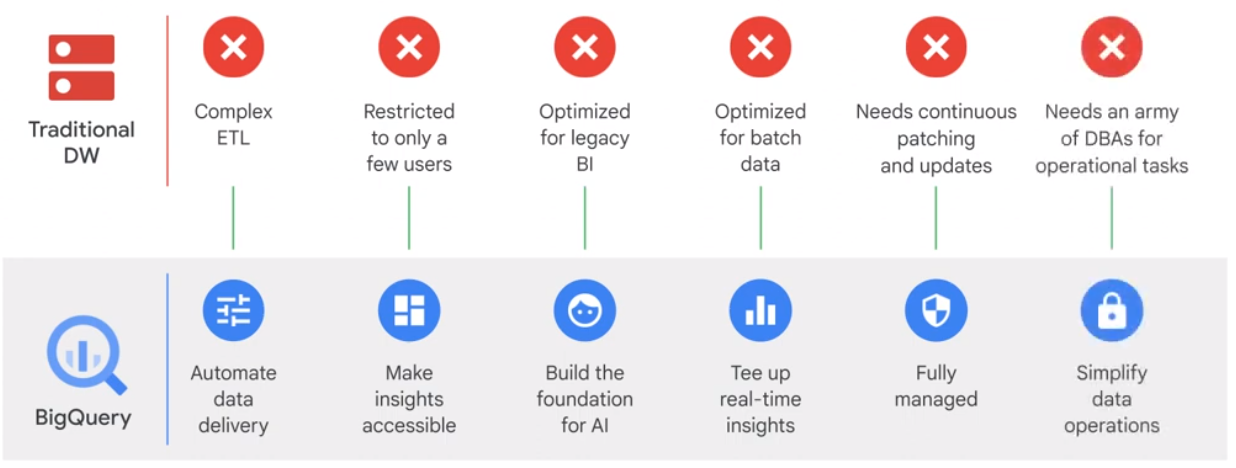 Traditional
DW
Complex
ETL
Restricted
to only a
few users
Optimized
for legacy
BI
Optimized
for batch
data
Needs continuous
patching
and updates
Needs an army
of DBAs for
operational tasks
BigQuery
Automate
data
delivery
Make
insights
accessible
Build the
foundation
for AI
Tee up
real-time
insights
Fully
managed
Simplify
data
operations